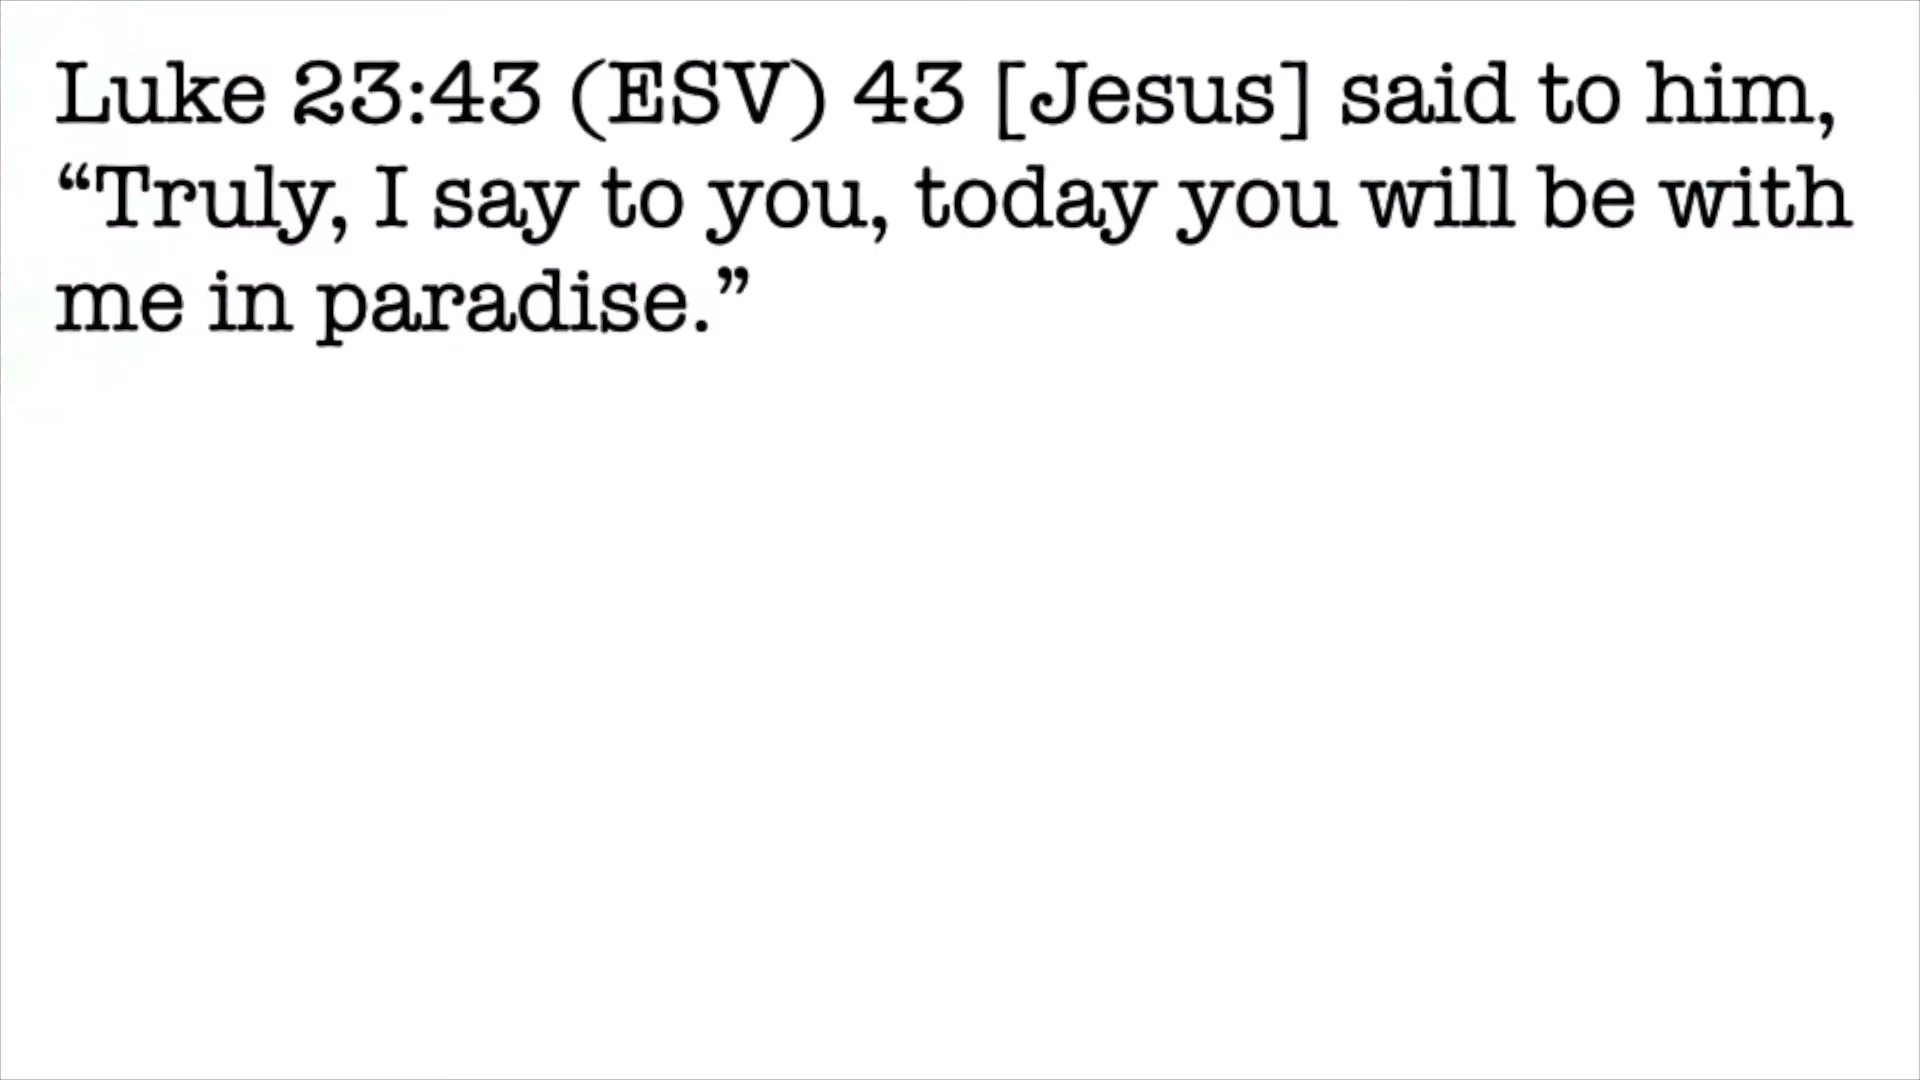 Luke 23:43 (ESV) 43 [Jesus] said to him,
“Truly, I say to you, today you will be with
me in paradise.”